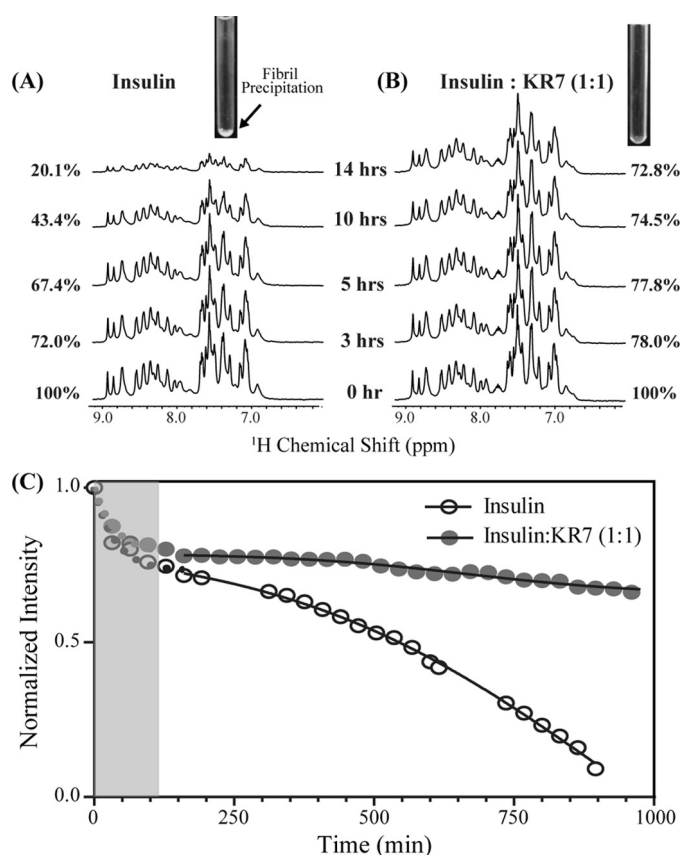 (A) Insulin
Fibril
Precipitation
(B) Insulin : KR7 (1:1)
20.1% 14 hrs 72.8%
43.4% 10 hrs 74.5%
67.4% 5 hrs 77.8%
72.0% 3 hrs 78.0%
100% 0 hr 100%
9.0 8.0 7.0 9.0 8.0 7.0
¹H Chemical Shift (ppm)
(C)
1.0
Insulin
Insulin:KR7 (1:1)
Normalized Intensity
0.5
0.0
0 250 500 750 1000
Time (min)